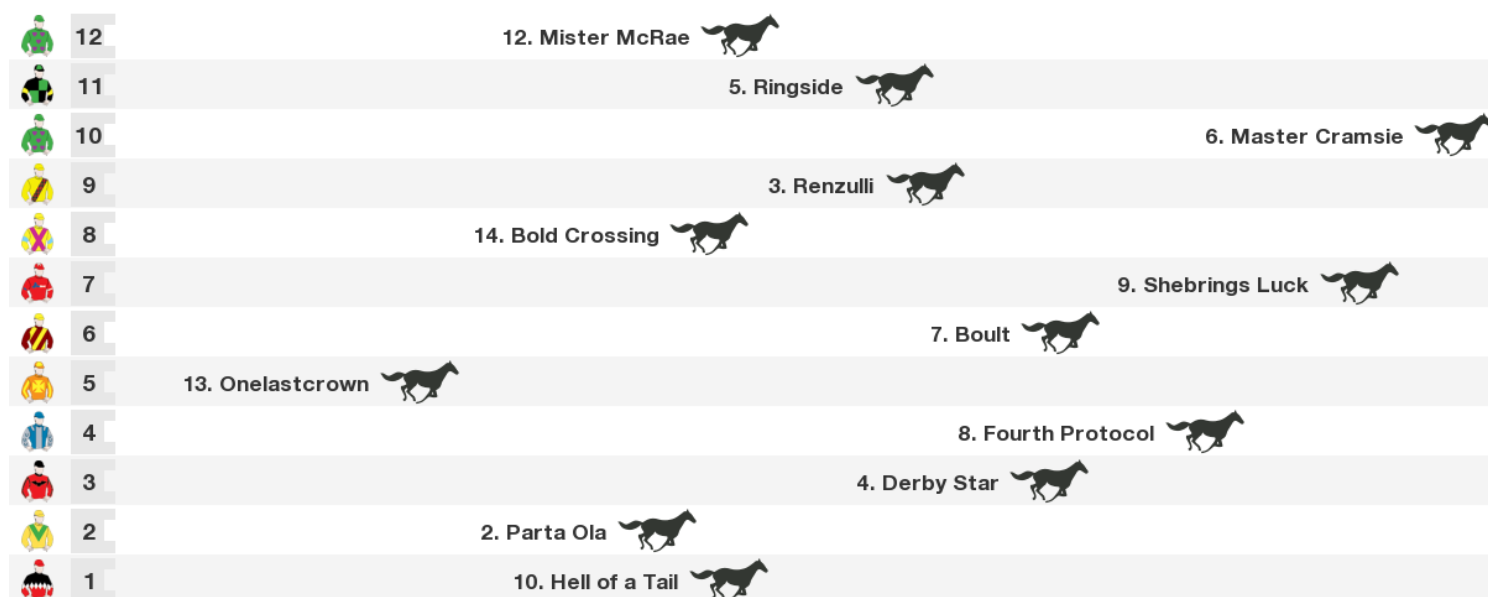 12 12. Mister McRae
11 5. Ringside
10 6. Master Cramsie
9 3. Renzulli
8 14. Bold Crossing
7 9. Shebrings Luck
6 7. Boult
5 13. Onelastcrown
4 8. Fourth Protocol
3 4. Derby Star
2 2. Parta Ola
1 10. Hell of a Tail